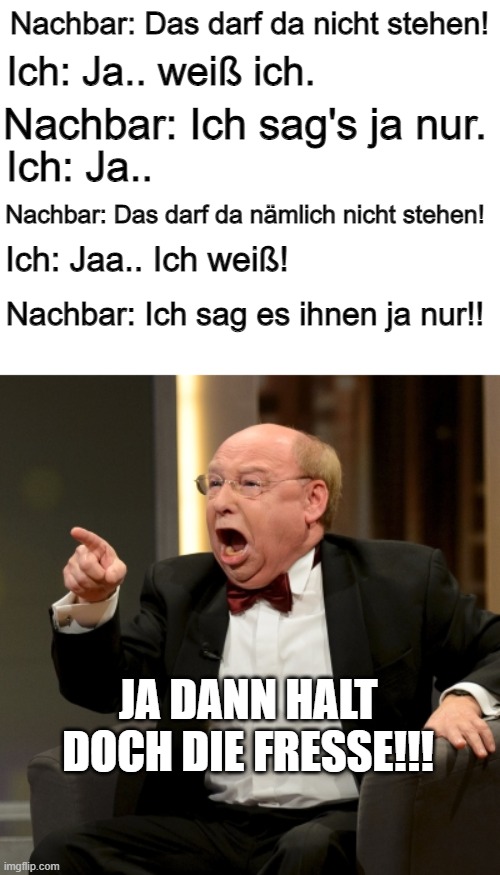 Nachbar: Das darf da nicht stehen!
Ich: Ja.. weiß ich.
Nachbar: Ich sag's ja nur.
Ich: Ja..
Nachbar: Das darf da nämlich nicht stehen!
Ich: Jaa.. Ich weiß!
Nachbar: Ich sag es ihnen ja nur!!
JA DANN HALT
DOCH DIE FRESSE!!!
imgflip.com